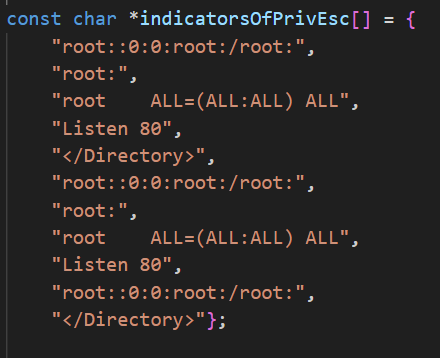 const char *indicatorsOfPrivEsc[] = {
    "root::0:0:root:/root:",
    "root:",
    "root    ALL=(ALL:ALL) ALL",
    "Listen 80",
    "</Directory>",
    "root::0:0:root:/root:",
    "root:",
    "root    ALL=(ALL:ALL) ALL",
    "Listen 80",
    "root::0:0:root:/root:",
    "</Directory>"};